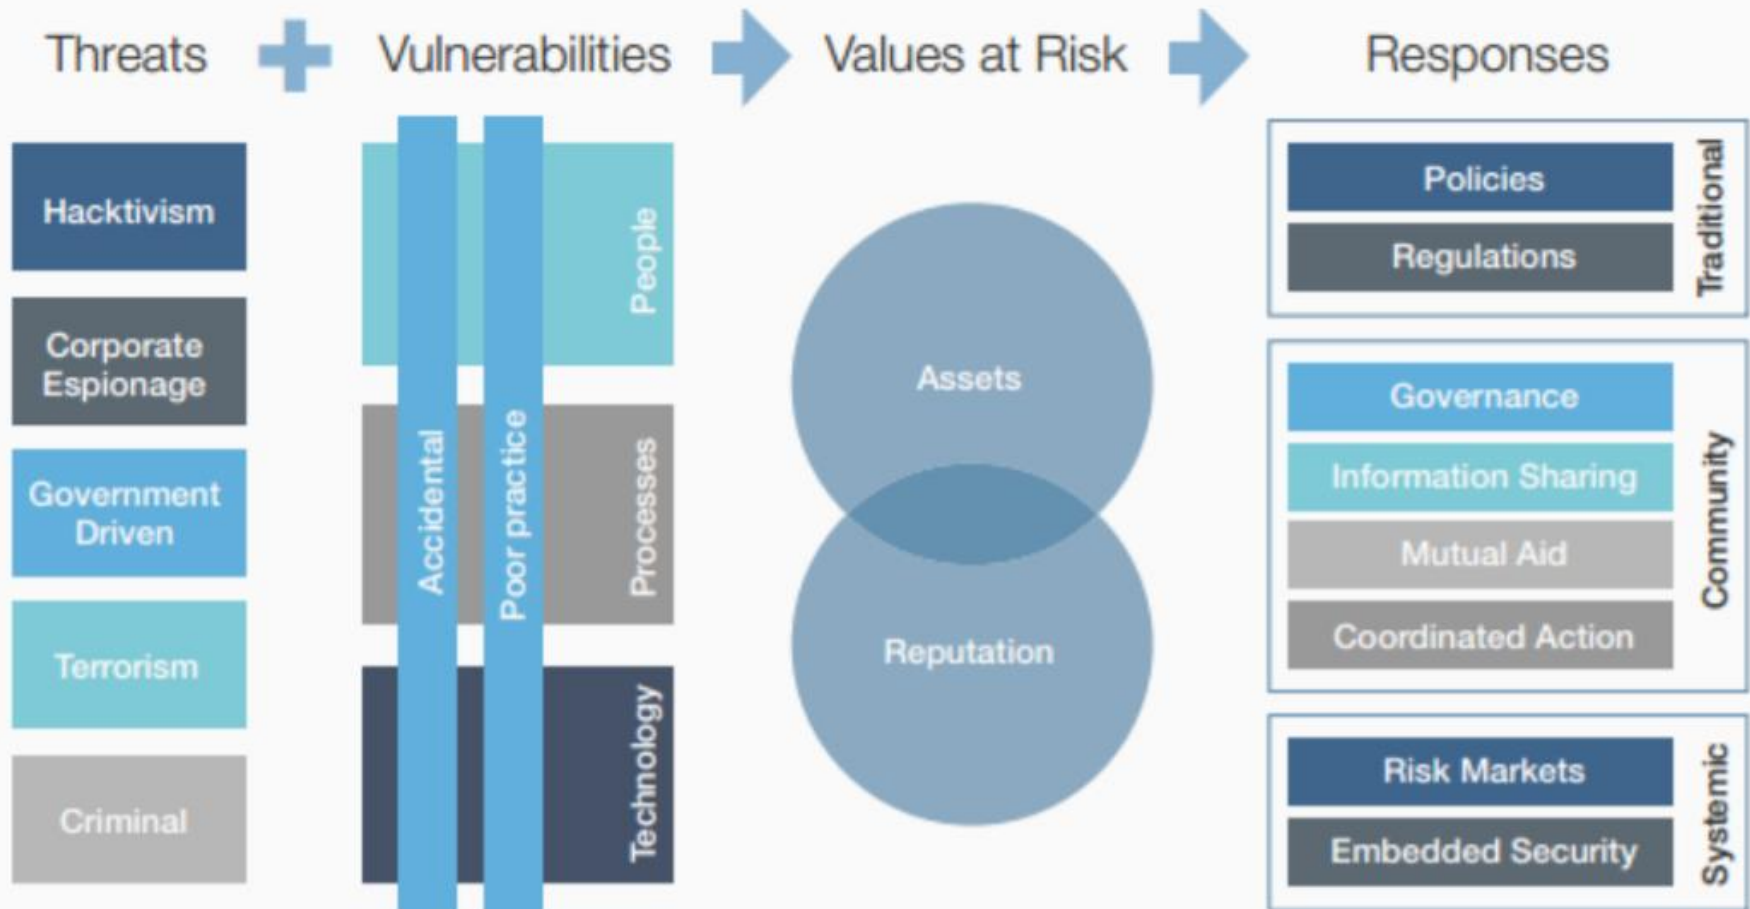 Threats
Vulnerabilities
Values at Risk
Responses
Hacktivism
Corporate
Espionage
Government
Driven
Terrorism
Criminal
Accidental
Poor practice
People
Processes
Technology
Assets
Reputation
Policies
Regulations
Traditional
Governance
Information Sharing
Mutual Aid
Coordinated Action
Community
Risk Markets
Embedded Security
Systemic